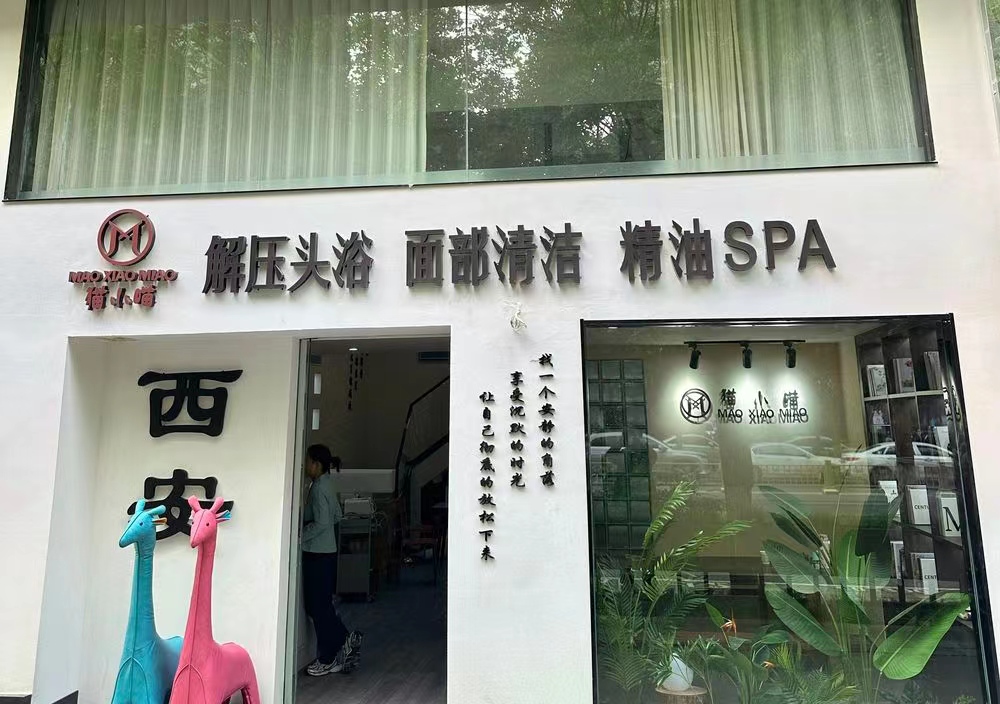 MAO XIAO MIAO
猫小喵
解压头浴 面部清洁 精油SPA
西安
找一个安静的角落
享受沉默的时光
让自己彻底的放松下来
猫小喵
MAO XIAO MIAO
CENT
CENT
M